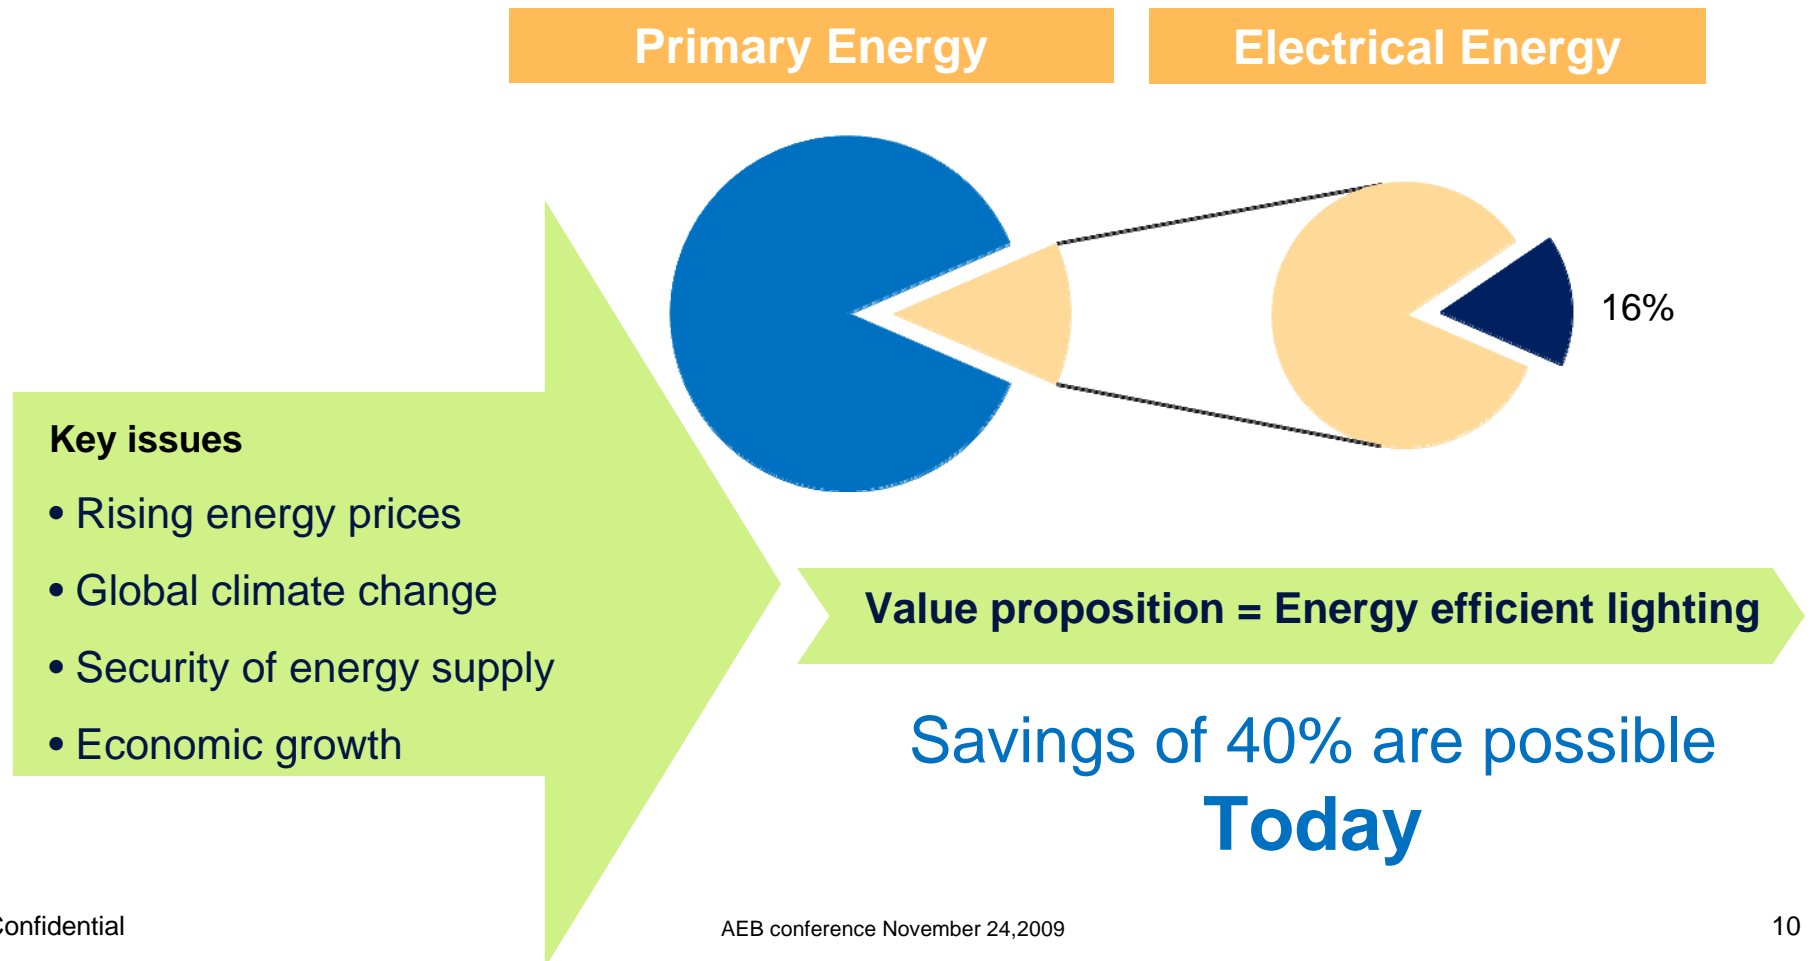 Primary Energy
Electrical Energy
16%
Key issues
• Rising energy prices
• Global climate change
• Security of energy supply
• Economic growth
Value proposition = Energy efficient lighting
Savings of 40% are possible
Today
Confidential
AEB conference November 24,2009
10